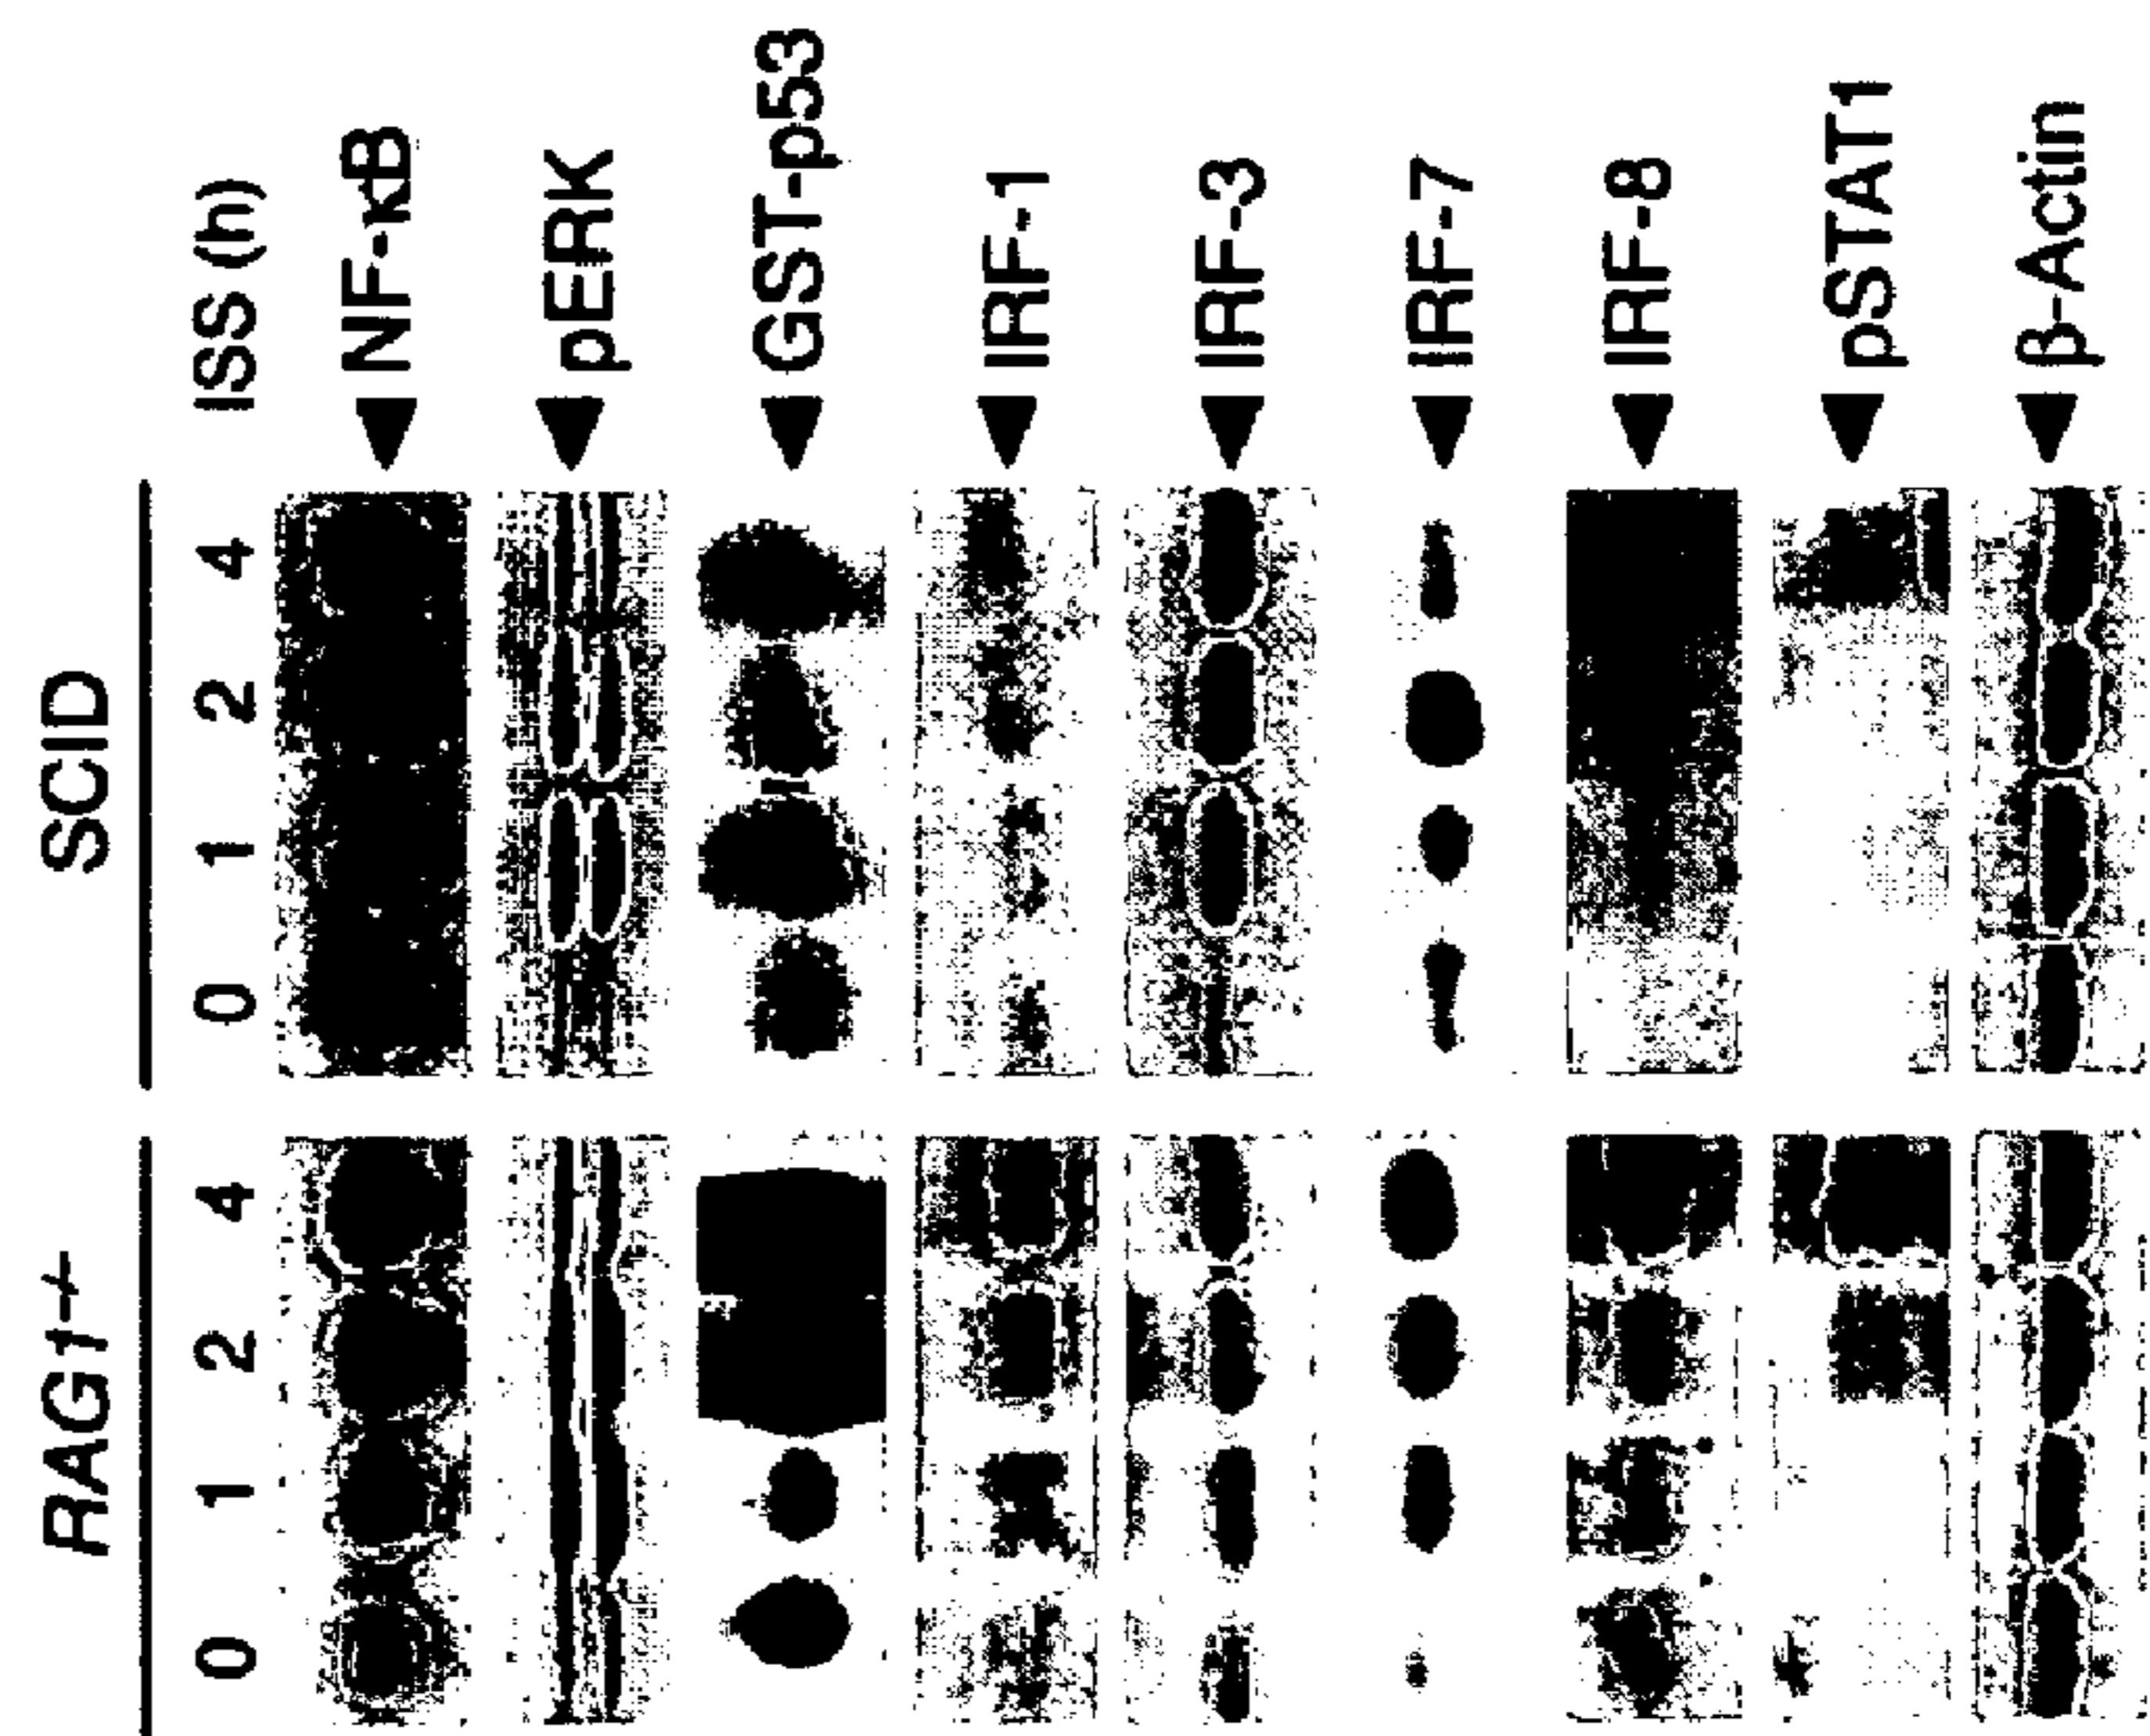 RAG1-/- SCID
0 1 2 4 0 1 2 4 ISS (h)
NF-κB
pERK
GST-p53
IRF-1
IRF-3
IRF-7
IRF-8
pSTAT1
β-Actin